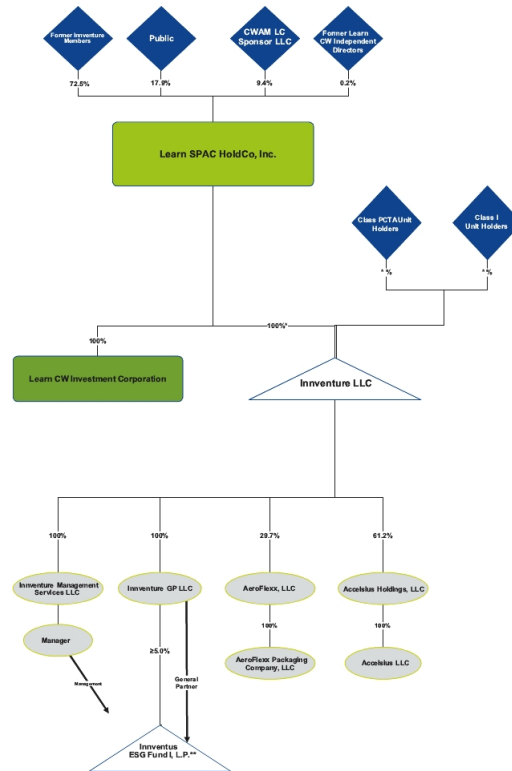 Former Innventure
Members
Public
CWAM LC
Sponsor LLC
Former Learn
CW Independent
Directors
72.5%
17.9%
9.4%
0.2%
Learn SPAC HoldCo, Inc.
Class PCTAUnit
Holders
Class I
Unit Holders
* %
* %
100%
100%*
Learn CW Investment Corporation
Innventure LLC
100%
100%
29.7%
61.2%
Innventure Management
Services LLC
Innventure GP LLC
AeroFlexx, LLC
Accelsius Holdings, LLC
100%
100%
Manager
≥5.0%
AeroFlexx Packaging
Company, LLC
Accelsius LLC
Management
General
Partner
Innventus
ESG Fund I, L.P.**